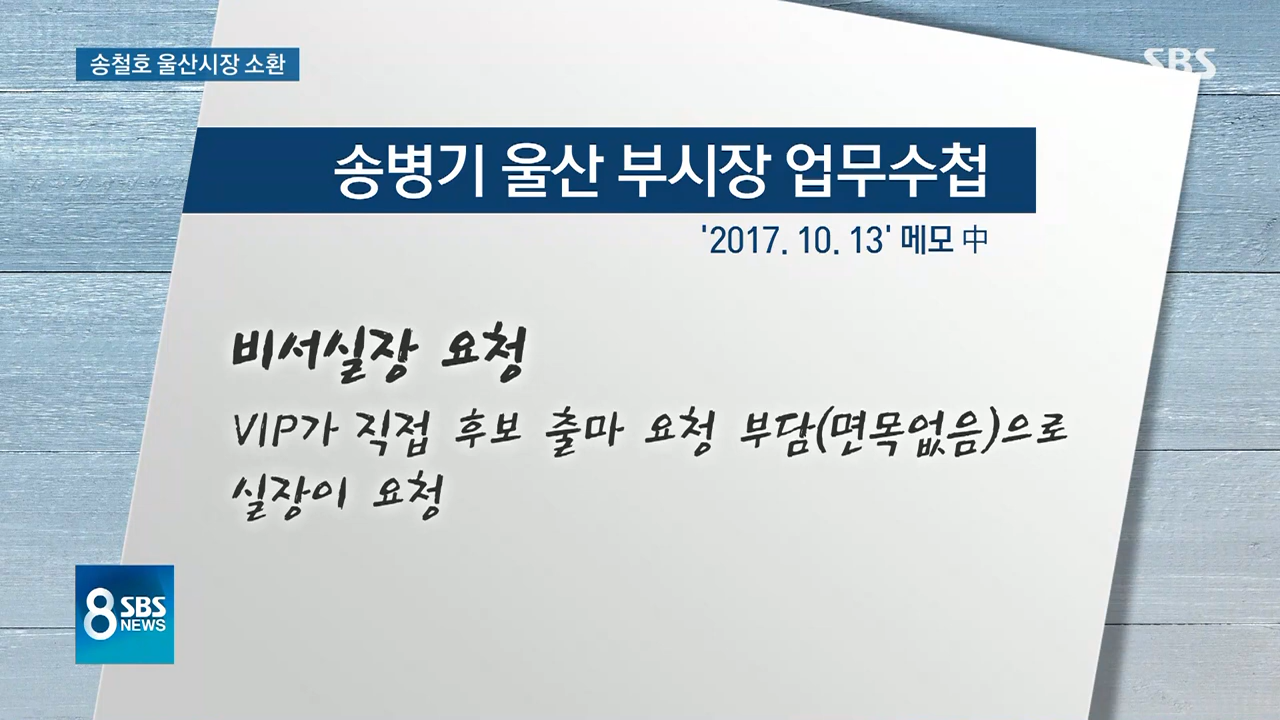 송철호 울산시장 소환
SBS
송병기 울산 부시장 업무수첩
'2017. 10. 13' 메모 中
비서실장 요청
VIP가 직접 후보 출마 요청 부담(면목없음)으로
실장이 요청
8 SBS
NEWS